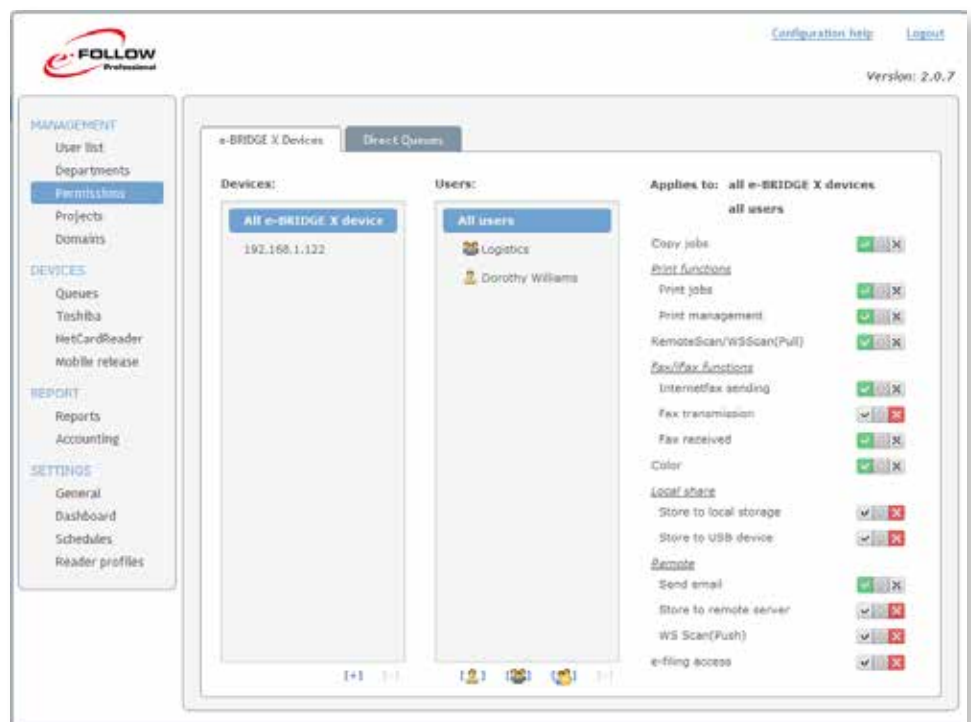 e-FOLLOW
Professional
Configuration help
Logout
Version: 2.0.7
MANAGEMENT
User list
Departments
Permissions
Projects
Domains
DEVICES
Queues
Toshiba
NetCardReader
Mobile release
REPORT
Reports
Accounting
SETTINGS
General
Dashboard
Schedules
Reader profiles
e-BRIDGE X Devices
Direct Queues
Devices:
All e-BRIDGE X device
192.168.1.122
[+] [-]
Users:
All users
Logistics
Dorothy Williams
[ ] [ ] [ ] [-]
Applies to: all e-BRIDGE X devices
all users
Copy jobs
Print functions
Print jobs
Print management
RemoteScan/WSScan(Pull)
Fax/Ifax functions
Internetfax sending
Fax transmission
Fax received
Color
Local share
Store to local storage
Store to USB device
Remote
Send email
Store to remote server
WS Scan(Push)
e-filing access